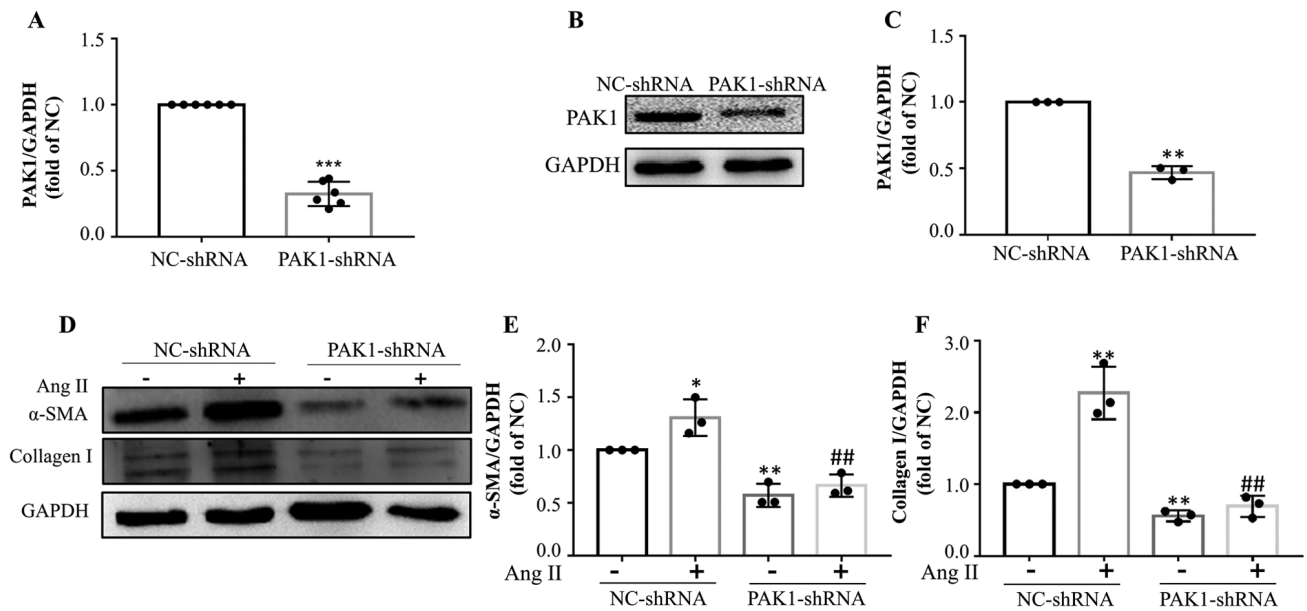 A
PAK1/GAPDH
(fold of NC)
1.5
1.0
0.5
0.0
***
NC-shRNA PAK1-shRNA
B
NC-shRNA PAK1-shRNA
PAK1
GAPDH
C
PAK1/GAPDH
(fold of NC)
1.5
1.0
0.5
0.0
**
NC-shRNA PAK1-shRNA
D
NC-shRNA PAK1-shRNA
Ang II - + - +
α-SMA
Collagen I
GAPDH
E
α-SMA/GAPDH
(fold of NC)
2.0
1.5
1.0
0.5
0.0
*
**
##
Ang II - + - +
NC-shRNA PAK1-shRNA
F
Collagen I/GAPDH
(fold of NC)
3.0
2.0
1.0
0.0
**
**
##
Ang II - + - +
NC-shRNA PAK1-shRNA